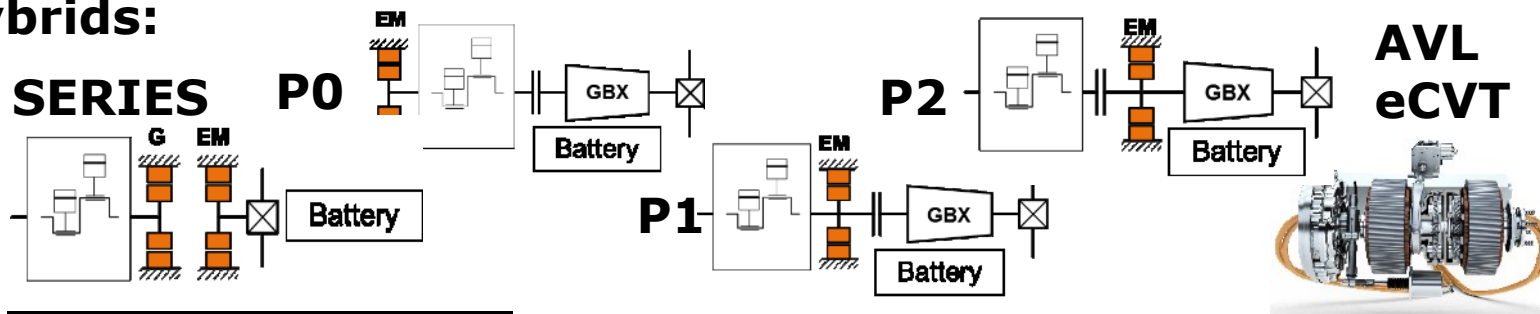 ybrids:
SERIES
G EM
Battery
P0
EM
GBX
Battery
P1
EM
GBX
Battery
P2
EM
GBX
Battery
AVL
eCVT